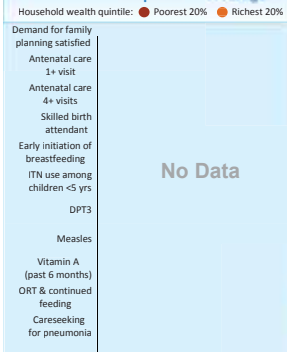 Household wealth quintile: Poorest 20% Richest 20%
Demand for family
planning satisfied
Antenatal care
1+ visit
Antenatal care
4+ visits
Skilled birth
attendant
Early initiation of
breastfeeding
ITN use among
children <5 yrs
No Data
DPT3
Measles
Vitamin A
(past 6 months)
ORT & continued
feeding
Careseeking
for pneumonia